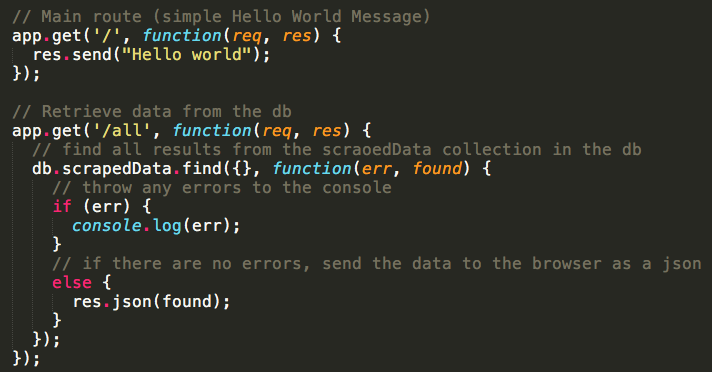 // Main route (simple Hello World Message)
app.get('/', function(req, res) {
  res.send("Hello world");
});

// Retrieve data from the db
app.get('/all', function(req, res) {
  // find all results from the scraoedData collection in the db
  db.scrapedData.find({}, function(err, found) {
    // throw any errors to the console
    if (err) {
      console.log(err);
    }
    // if there are no errors, send the data to the browser as a json
    else {
      res.json(found);
    }
  });
});